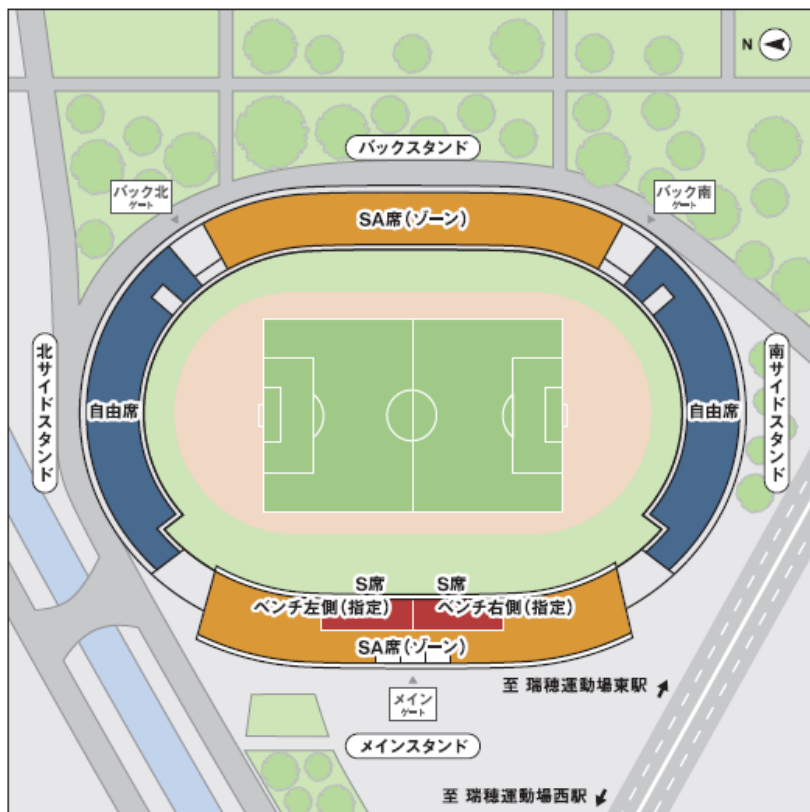 N
バックスタンド
バック北
ゲート
バック南
ゲート
SA席(ゾーン)
北サイドスタンド
自由席
自由席
南サイドスタンド
S席
ベンチ左側(指定)
S席
ベンチ右側(指定)
SA席(ゾーン)
至 瑞穂運動場東駅
メイン
ゲート
メインスタンド
至 瑞穂運動場西駅